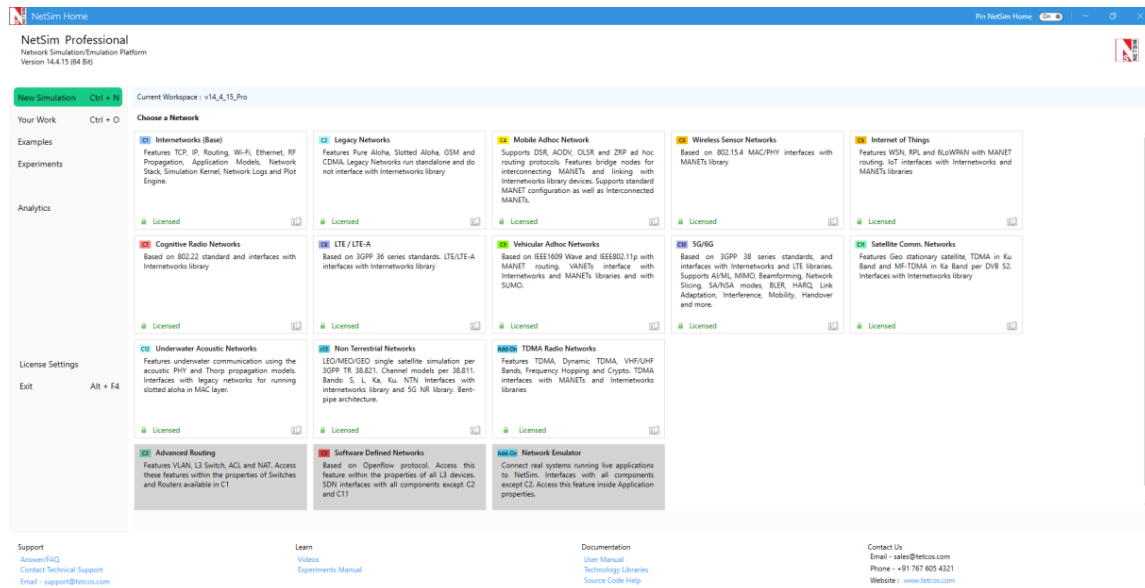 NetSim Home
Pin NetSim Home On
NetSim Professional
Network Simulation/Emulation Platform
Version 14.4.15 (64 Bit)
NETSIM
New Simulation Ctrl + N
Your Work Ctrl + O
Examples
Experiments
Analytics
License Settings
Exit Alt + F4
Current Workspace : v14_4_15_Pro
Choose a Network
C1 Internetworks (Base)
Features TCP, IP, Routing, Wi-Fi, Ethernet, RF
Propagation, Application Models, Network
Stack, Simulation Kernel, Network Logs and Plot
Engine.
Licensed
C2 Legacy Networks
Features Pure Aloha, Slotted Aloha, GSM and
CDMA. Legacy Networks run standalone and do
not interface with Internetworks library
Licensed
C4 Mobile Adhoc Network
Supports DSR, AODV, OLSR and ZRP ad hoc
routing protocols. Features bridge nodes for
interconnecting MANETs and linking with
Internetworks library devices. Supports standard
MANET configuration as well as Interconnected
MANETs.
Licensed
Wireless Sensor Networks
Based on 802.15.4 MAC/PHY interfaces with
MANETs library
Licensed
Internet of Things
Features WSN, RPL and 6LoWPAN with MANET
routing. IoT interfaces with Internetworks and
MANETs libraries
Licensed
C7 Cognitive Radio Networks
Based on 802.22 standard and interfaces with
Internetworks library
Licensed
C8 LTE / LTE-A
Based on 3GPP 36 series standards. LTE/LTE-A
interfaces with Internetworks library
Licensed
C9 Vehicular Adhoc Networks
Based on IEEE1609 Wave and IEEE802.11p with
MANET routing. VANETs interface with
Internetworks and MANETs libraries and with
SUMO.
Licensed
C10 5G/6G
Based on 3GPP 38 series standards, and
interfaces with Internetworks and LTE libraries.
Supports AI/ML, MIMO, Beamforming, Network
Slicing, SA/NSA modes, BLER, HARQ, Link
Adaptation, Interference, Mobility, Handover
and more.
Licensed
C11 Satellite Comm. Networks
Features Geo stationary satellite, TDMA in Ku
Band and MF-TDMA in Ka Band per DVB S2.
Interfaces with Internetworks library
Licensed
C12 Underwater Acoustic Networks
Features underwater communication using the
acoustic PHY and Thorp propagation models.
Interfaces with legacy networks for running
slotted aloha in MAC layer.
Licensed
c13 Non Terrestrial Networks
LEO/MEO/GEO single satellite simulation per
3GPP TR 38.821. Channel models per 38.811.
Bands: S, L, Ka, Ku. NTN Interfaces with
internetworks library and 5G NR library. Bent-
pipe architecture.
Licensed
Add-On TDMA Radio Networks
Features TDMA, Dynamic TDMA, VHF/UHF
Bands, Frequency Hopping and Crypto. TDMA
interfaces with MANETs and Internetworks
libraries
Licensed
C3 Advanced Routing
Features VLAN, L3 Switch, ACL and NAT. Access
these features within the properties of Switches
and Routers available in C1
Software Defined Networks
Based on Openflow protocol. Access this
feature within the properties of all L3 devices.
SDN interfaces with all components except C2
and C11
Add-On Network Emulator
Connect real systems running live applications
to NetSim. Interfaces with all components
except C2. Access this feature inside Application
properties.
Support
Answer/FAQ
Contact Technical Support
Email - support@tetcos.com
Learn
Videos
Experiments Manual
Documentation
User Manual
Technology Libraries
Source Code Help
Contact Us
Email - sales@tetcos.com
Phone - +91 767 605 4321
Website : www.tetcos.com